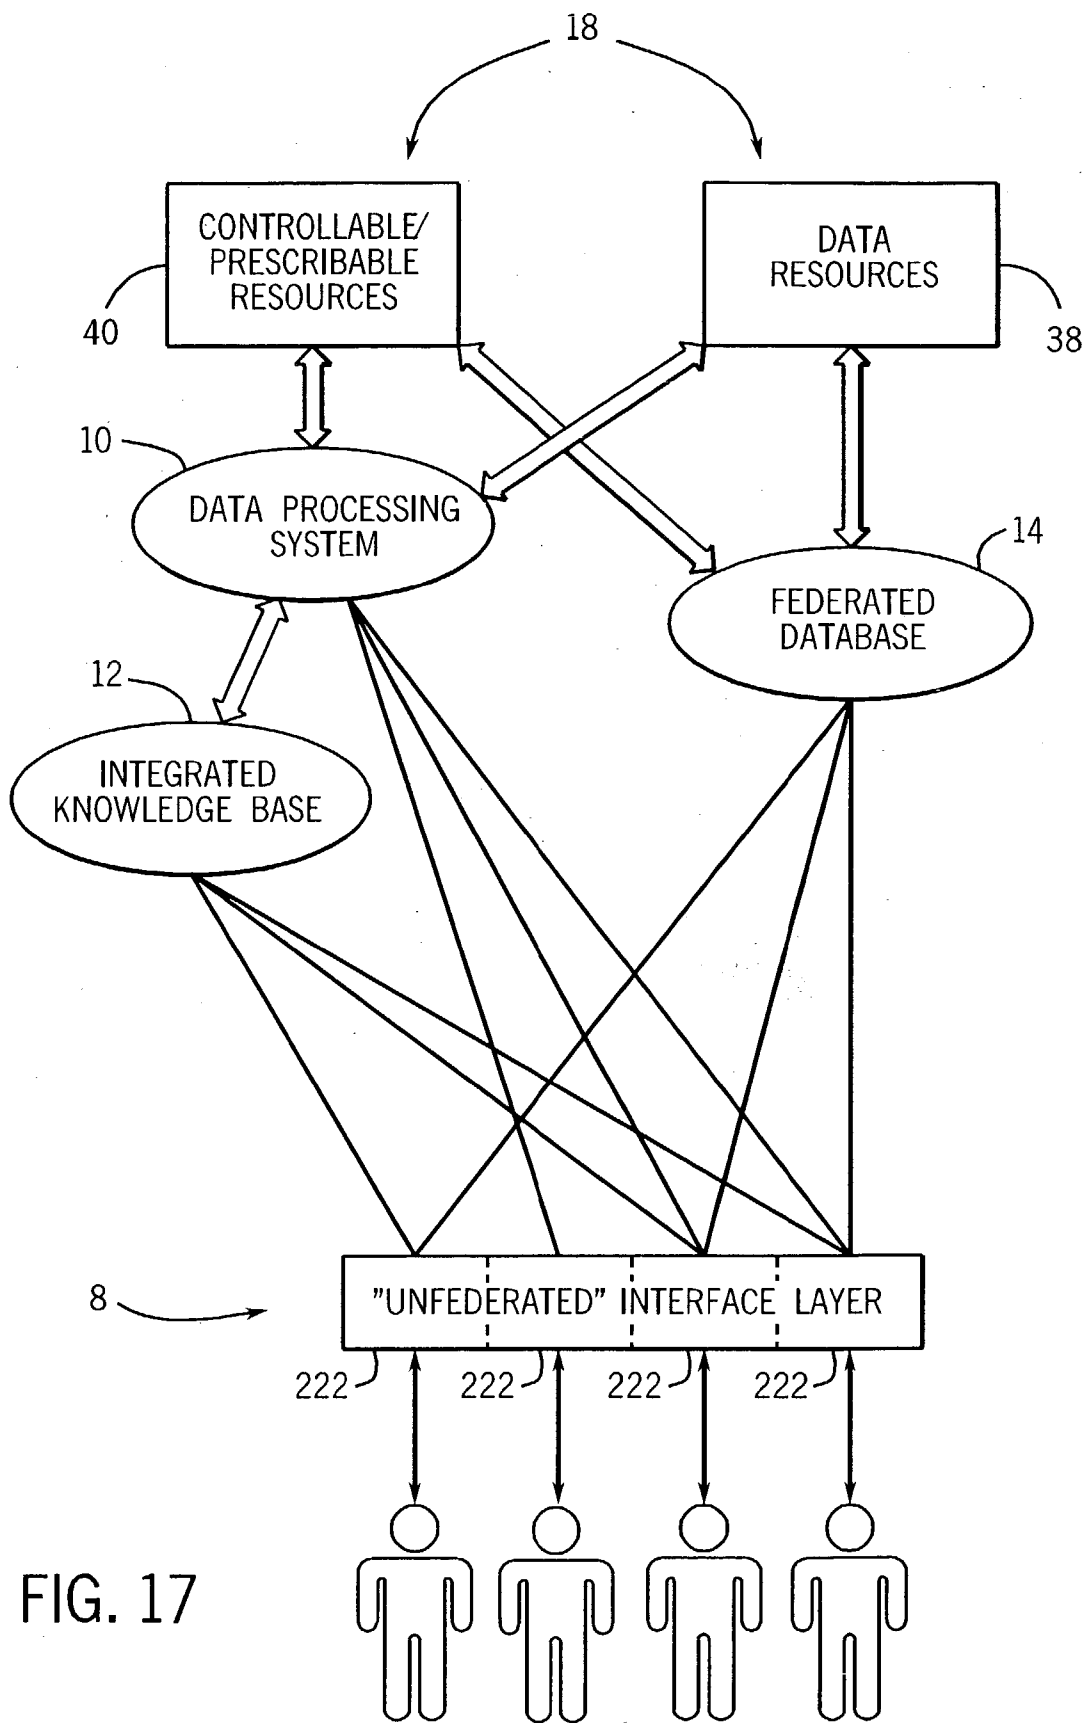 18
CONTROLLABLE/
PRESCRIBABLE
RESOURCES
DATA
RESOURCES
40
38
10
DATA PROCESSING
SYSTEM
14
FEDERATED
DATABASE
12
INTEGRATED
KNOWLEDGE BASE
8
"UNFEDERATED" INTERFACE LAYER
222
222
222
222
FIG. 17